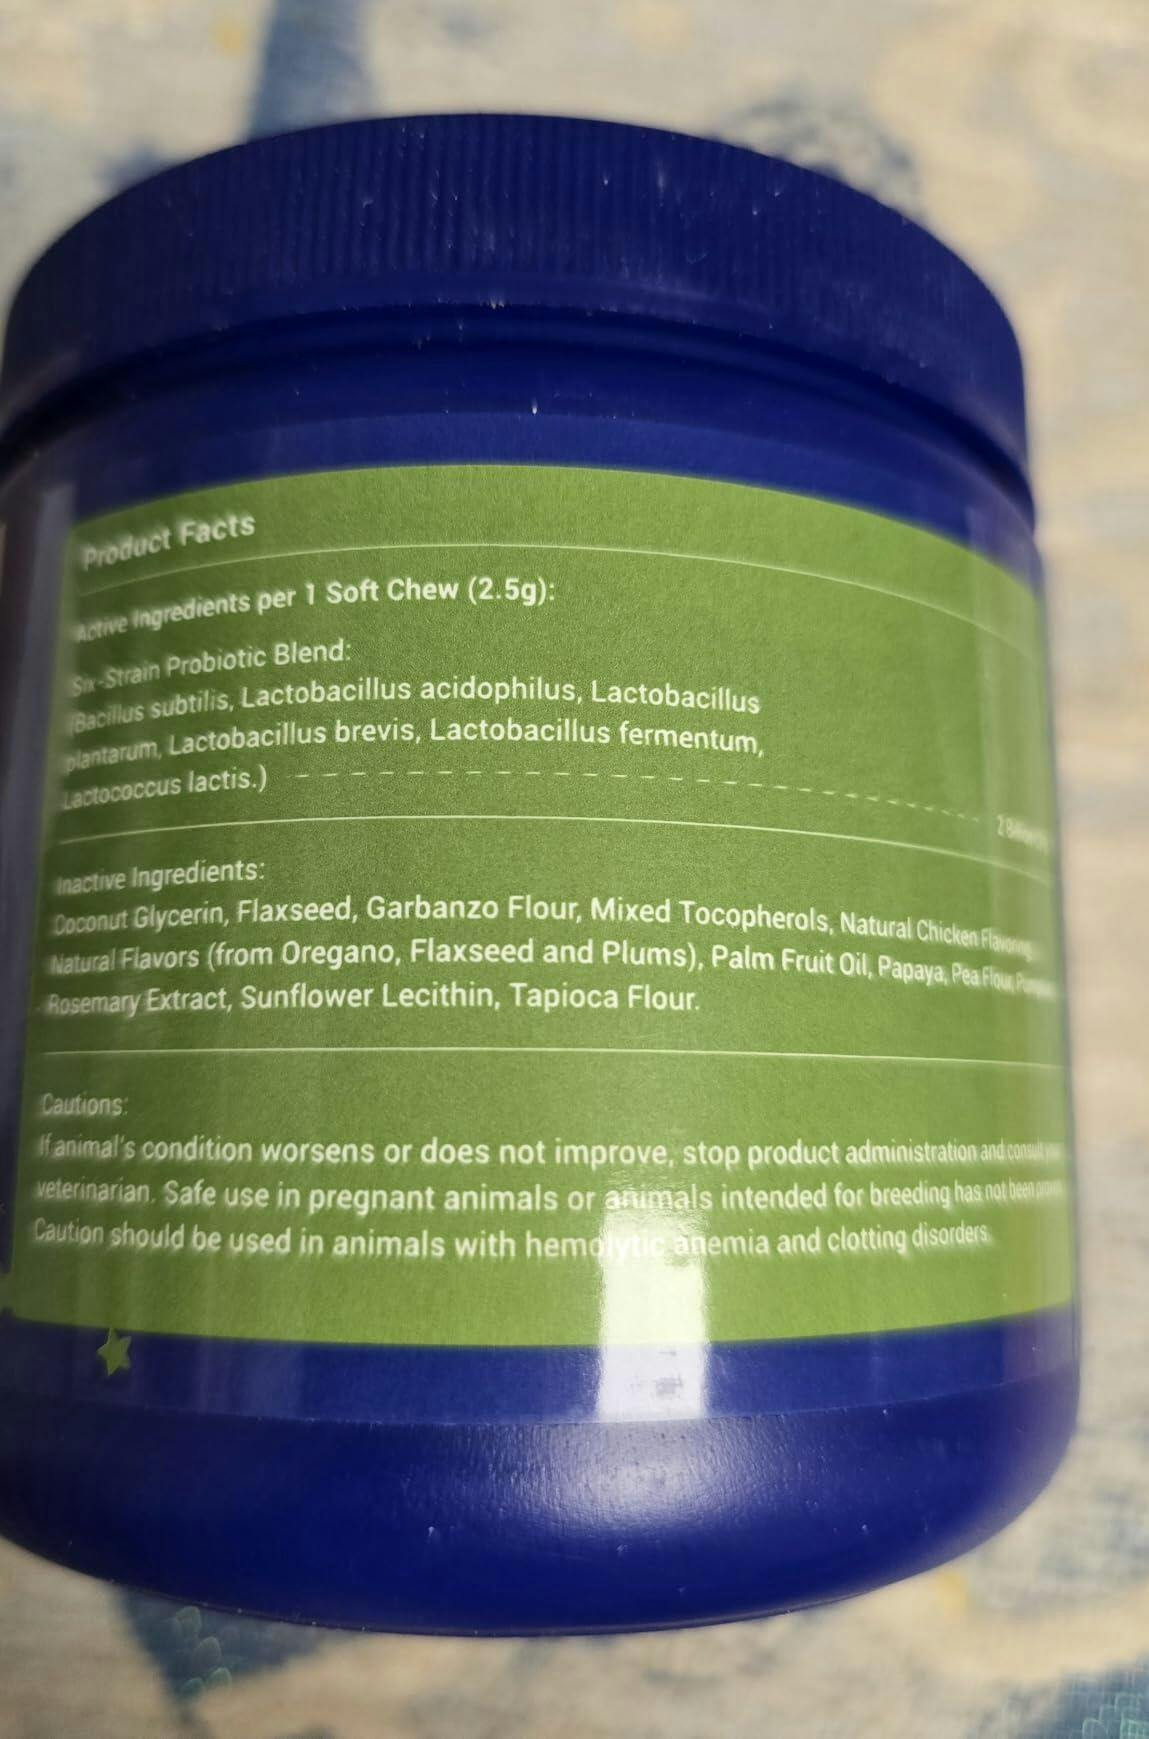 Product Facts
Active Ingredients per 1 Soft Chew (2.5g):
Six-Strain Probiotic Blend:
(Bacillus subtilis, Lactobacillus acidophilus, Lactobacillus
plantarum, Lactobacillus brevis, Lactobacillus fermentum,
Lactococcus lactis.)
Inactive Ingredients:
Coconut Glycerin, Flaxseed, Garbanzo Flour, Mixed Tocopherols, Natural Chicken Flavoring,
Natural Flavors (from Oregano, Flaxseed and Plums), Palm Fruit Oil, Papaya, Pea Flour,
Rosemary Extract, Sunflower Lecithin, Tapioca Flour.
Cautions:
If animal's condition worsens or does not improve, stop product administration and consult
veterinarian. Safe use in pregnant animals or animals intended for breeding has not been
Caution should be used in animals with hemolytic anemia and clotting disorders.